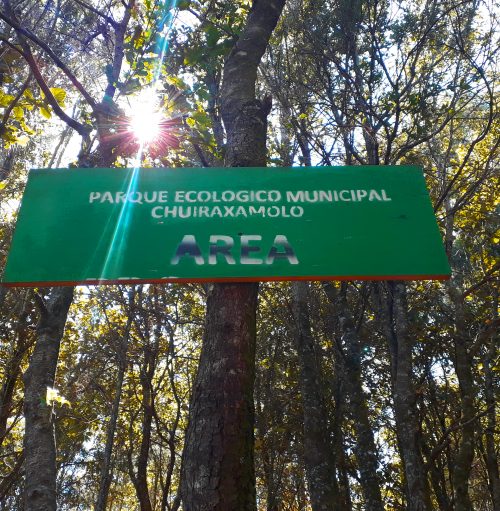 PARQUE ECOLOGICO MUNICIPAL
CHUIRAXAMOLO
AREA